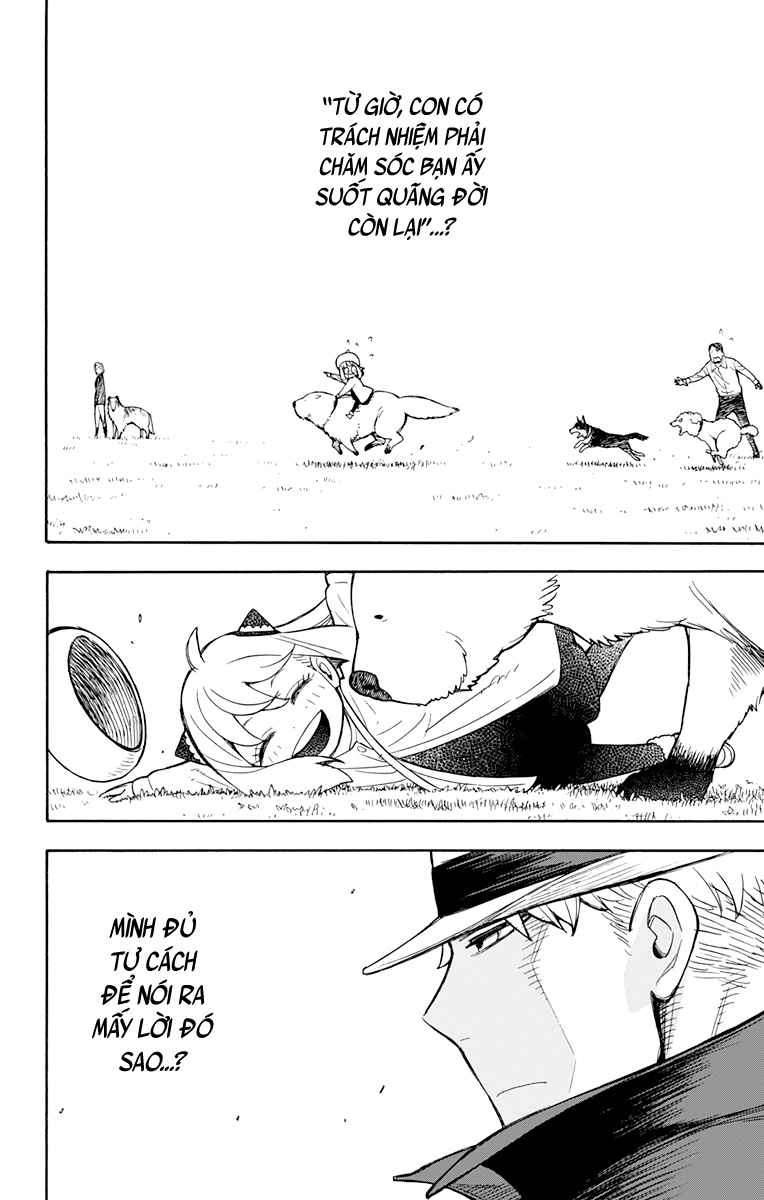 "TỪ GIỜ, CON CÓ
TRÁCH NHIỆM PHẢI
CHĂM SÓC BẠN ẤY
SUỐT QUÃNG ĐỜI
CÒN LẠI"...?
MÌNH ĐỦ
TƯ CÁCH
ĐỂ NÓI RA
MẤY LỜI ĐÓ
SAO...?